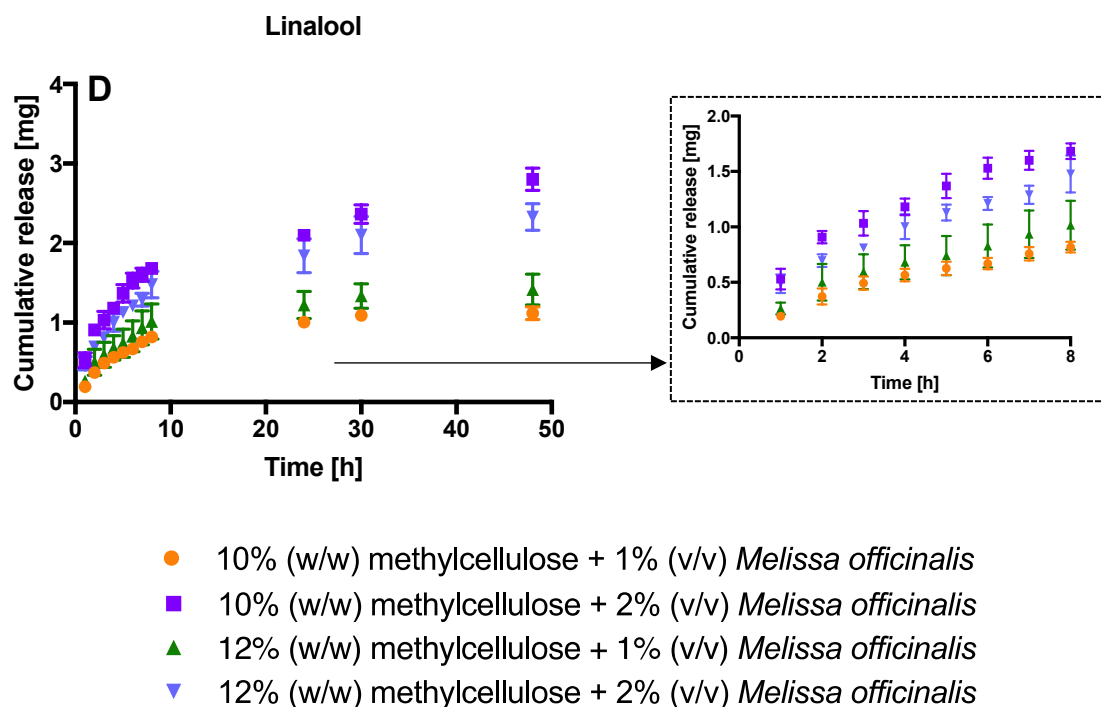 Linalool
D
Cumulative release [mg]
4
3
2
1
0
0 10 20 30 40 50
Time [h]
Cumulative release [mg]
2.0
1.5
1.0
0.5
0.0
0 2 4 6 8
Time [h]
10% (w/w) methylcellulose + 1% (v/v) Melissa officinalis
10% (w/w) methylcellulose + 2% (v/v) Melissa officinalis
12% (w/w) methylcellulose + 1% (v/v) Melissa officinalis
12% (w/w) methylcellulose + 2% (v/v) Melissa officinalis